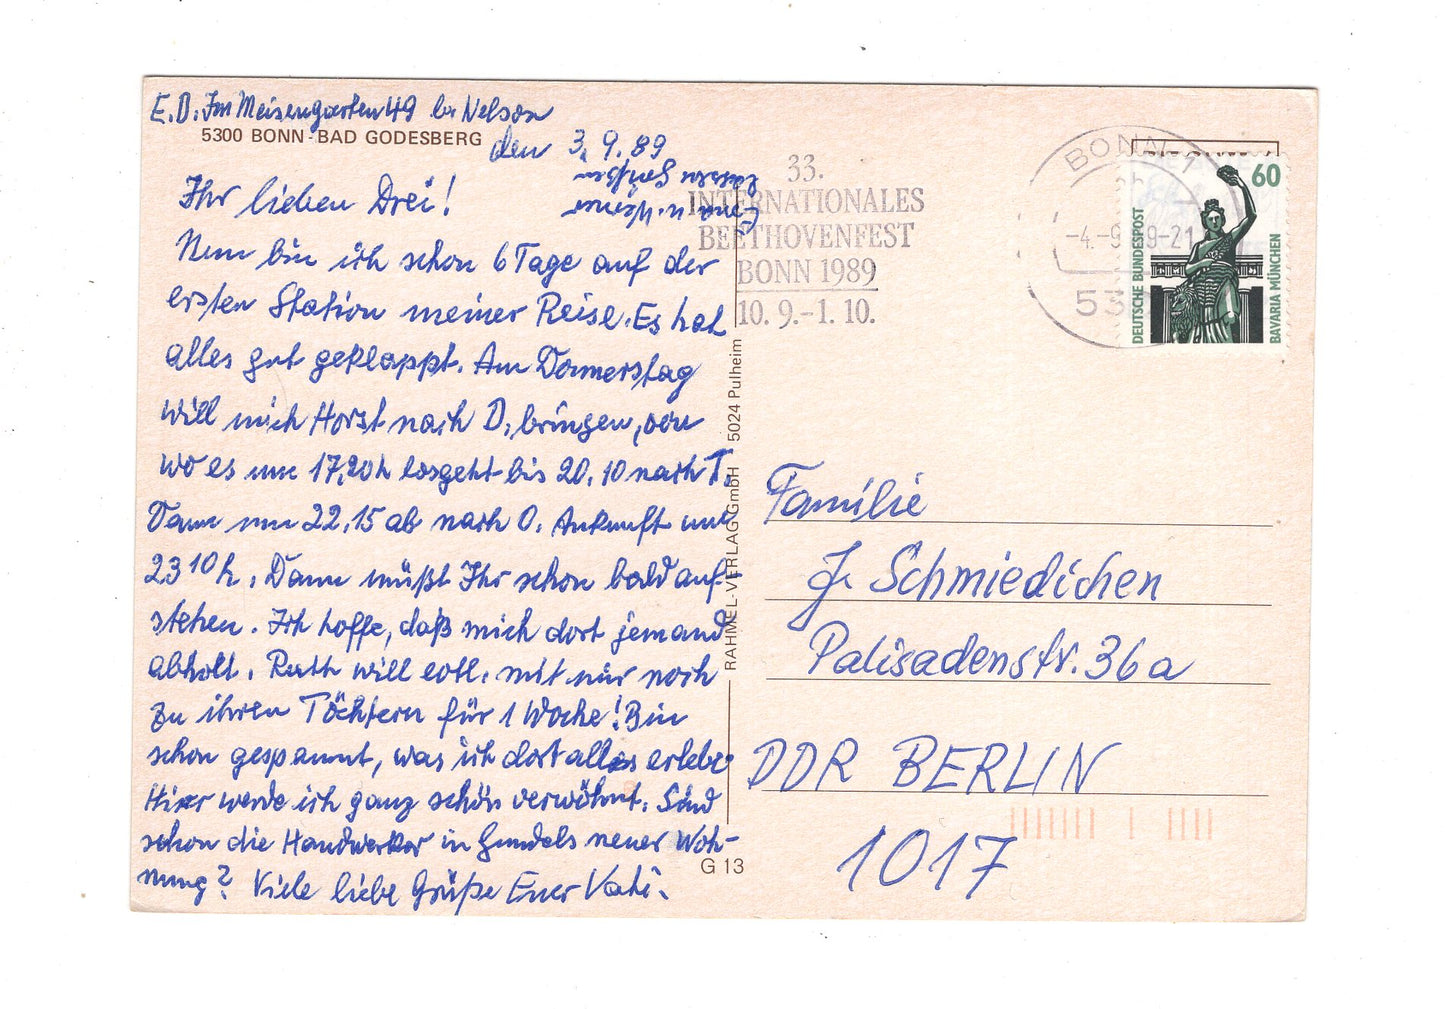 E. D. Im Meisengarten 49 bei Nelson
5300 BONN-BAD GODESBERG
den 3. 9. 89
Ihr lieben Drei!
Nun bin ich schon 6 Tage auf der
ersten Station meiner Reise. Es hat
alles gut geklappt. Am Donnerstag
will mich Horst nach D. bringen, von
wo es um 17,20h losgeht bis 20.10 nach T.
Dann um 22.15 ab nach O. Ankunft um
23 10 h. Dann müßt Ihr schon bald auf-
stehen. Ich hoffe, daß mich dort jemand
abholt. Ruth will evtl. mit mir noch
zu ihren Töchtern für 1 Woche! Bin
schon gespannt, was ich dort alles erlebe
Hier werde ich ganz schön verwöhnt. Sind
schon die Handwerker in Gundels neuer Woh-
nung? Viele liebe Grüße Euer Vati.
33.
INTERNATIONALES
BEETHOVENFEST
BONN 1989
10. 9.-1. 10.
BONN 1
-4.-9. 9-21
53
60
DEUTSCHE BUNDESPOST
BAVARIA MÜNCHEN
RAHMEL-VERLAG GmbH 5024 Pulheim
G 13
Familie
J. Schmiedichen
Palisadenstr. 36a
DDR BERLIN
1017